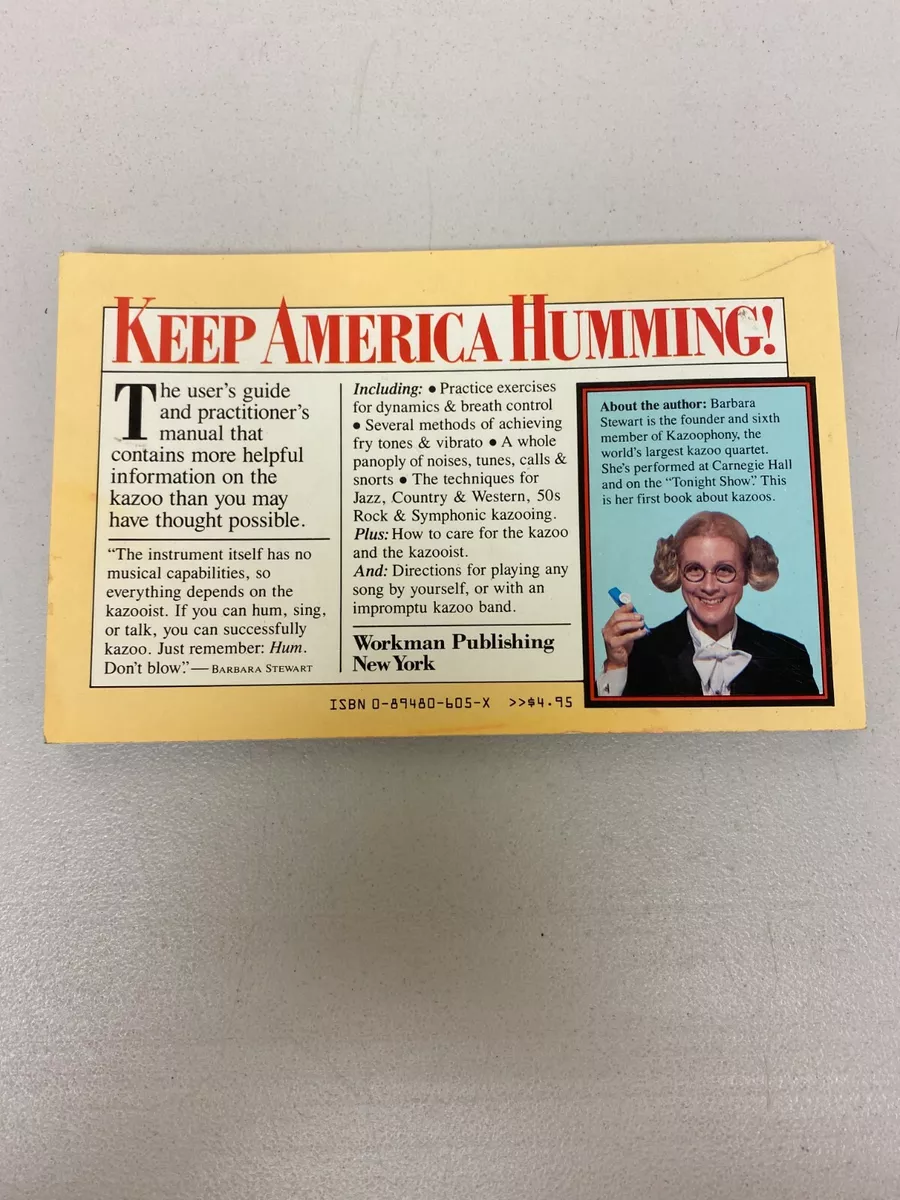 KEEP AMERICA HUMMING!
The user's guide
and practitioner's
manual that
contains more helpful
information on the
kazoo than you may
have thought possible.
“The instrument itself has no
musical capabilities, so
everything depends on the
kazooist. If you can hum, sing,
or talk, you can successfully
kazoo. Just remember: Hum.
Don't blow.”—BARBARA STEWART
Including: ● Practice exercises
for dynamics & breath control
● Several methods of achieving
fry tones & vibrato ● A whole
panoply of noises, tunes, calls &
snorts ● The techniques for
Jazz, Country & Western, 50s
Rock & Symphonic kazooing.
Plus: How to care for the kazoo
and the kazooist.
And: Directions for playing any
song by yourself, or with an
impromptu kazoo band.
Workman Publishing
New York
About the author: Barbara
Stewart is the founder and sixth
member of Kazoophony, the
world's largest kazoo quartet.
She's performed at Carnegie Hall
and on the “Tonight Show.” This
is her first book about kazoos.
ISBN 0-89480-605-X >>$4.95